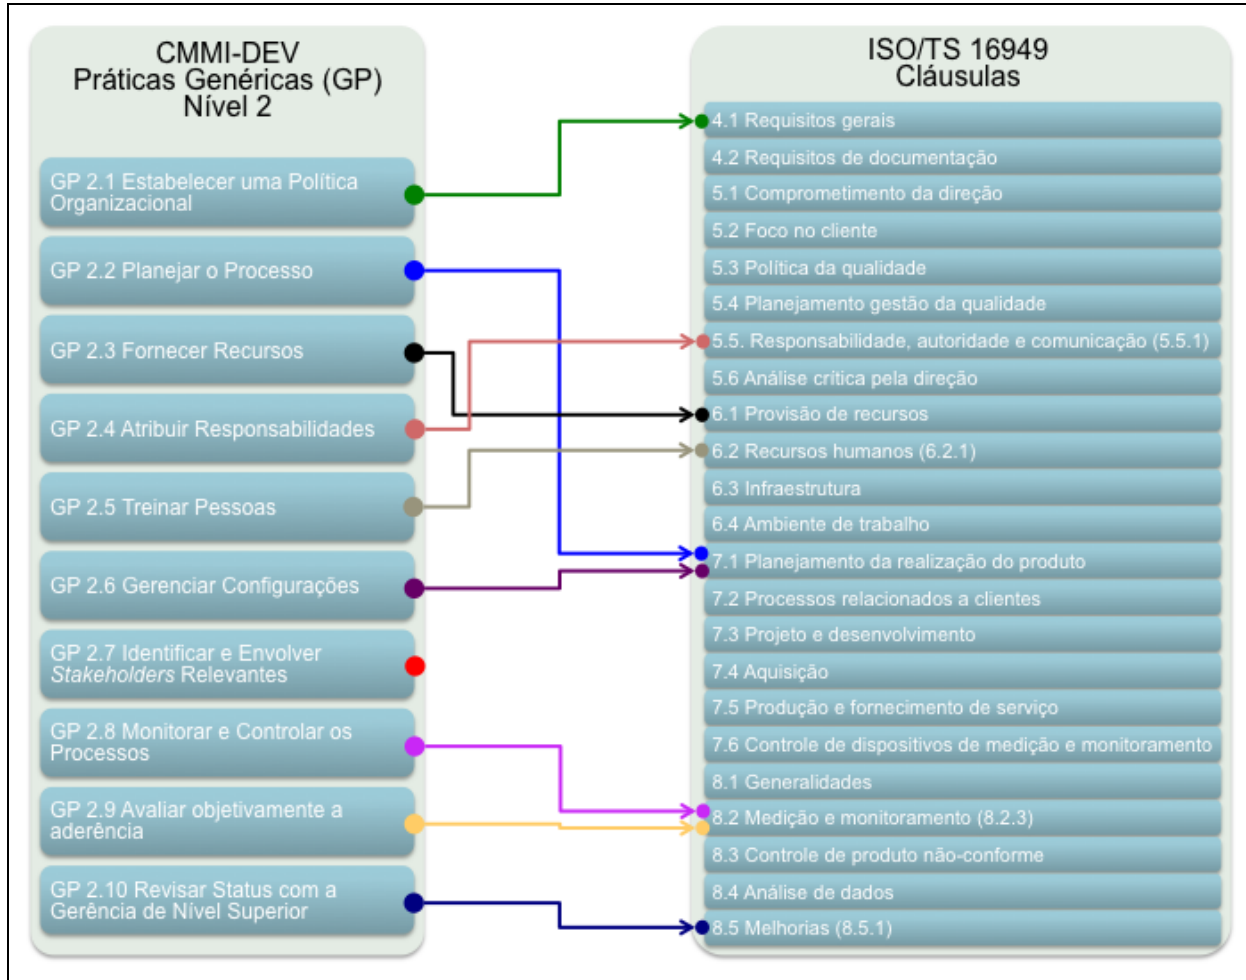 CMMI-DEV
Práticas Genéricas (GP)
Nível 2
GP 2.1 Estabelecer uma Política
Organizacional
GP 2.2 Planejar o Processo
GP 2.3 Fornecer Recursos
GP 2.4 Atribuir Responsabilidades
GP 2.5 Treinar Pessoas
GP 2.6 Gerenciar Configurações
GP 2.7 Identificar e Envolver
Stakeholders Relevantes
GP 2.8 Monitorar e Controlar os
Processos
GP 2.9 Avaliar objetivamente a
aderência
GP 2.10 Revisar Status com a
Gerência de Nível Superior
ISO/TS 16949
Cláusulas
4.1 Requisitos gerais
4.2 Requisitos de documentação
5.1 Comprometimento da direção
5.2 Foco no cliente
5.3 Política da qualidade
5.4 Planejamento gestão da qualidade
5.5. Responsabilidade, autoridade e comunicação (5.5.1)
5.6 Análise crítica pela direção
6.1 Provisão de recursos
6.2 Recursos humanos (6.2.1)
6.3 Infraestrutura
6.4 Ambiente de trabalho
7.1 Planejamento da realização do produto
7.2 Processos relacionados a clientes
7.3 Projeto e desenvolvimento
7.4 Aquisição
7.5 Produção e fornecimento de serviço
7.6 Controle de dispositivos de medição e monitoramento
8.1 Generalidades
8.2 Medição e monitoramento (8.2.3)
8.3 Controle de produto não-conforme
8.4 Análise de dados
8.5 Melhorias (8.5.1)